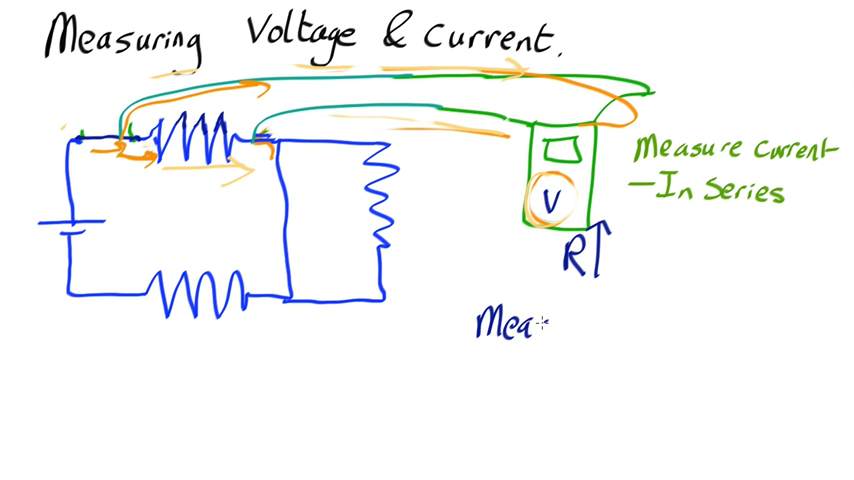 Measuring Voltage & Current.
Measure Current
- In Series
V
R↑
Mea